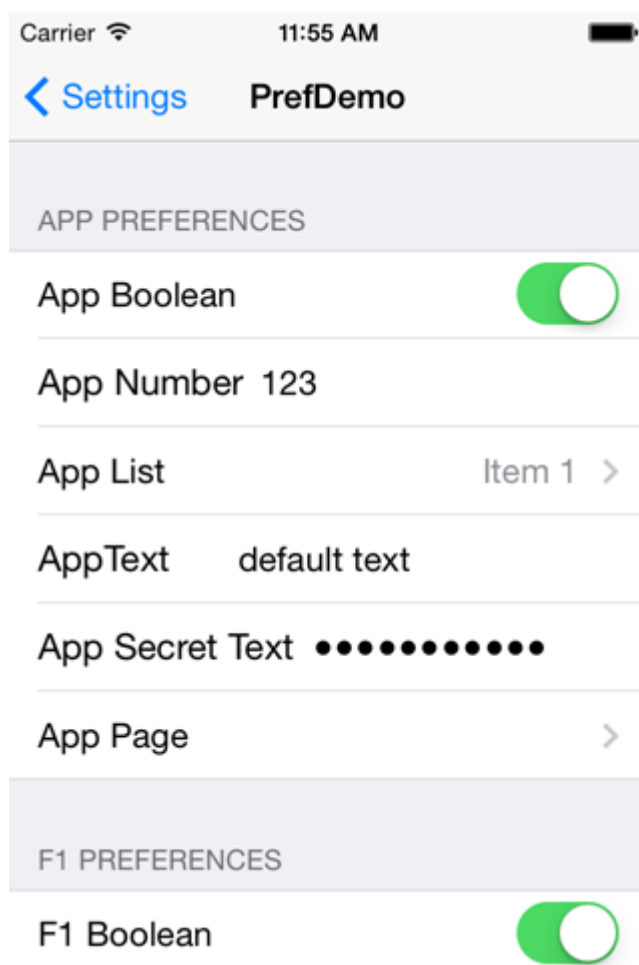 Carrier 11:55 AM
Settings PrefDemo
APP PREFERENCES
App Boolean
App Number 123
App List Item 1
AppText default text
App Secret Text ●●●●●●●●●●●
App Page
F1 PREFERENCES
F1 Boolean